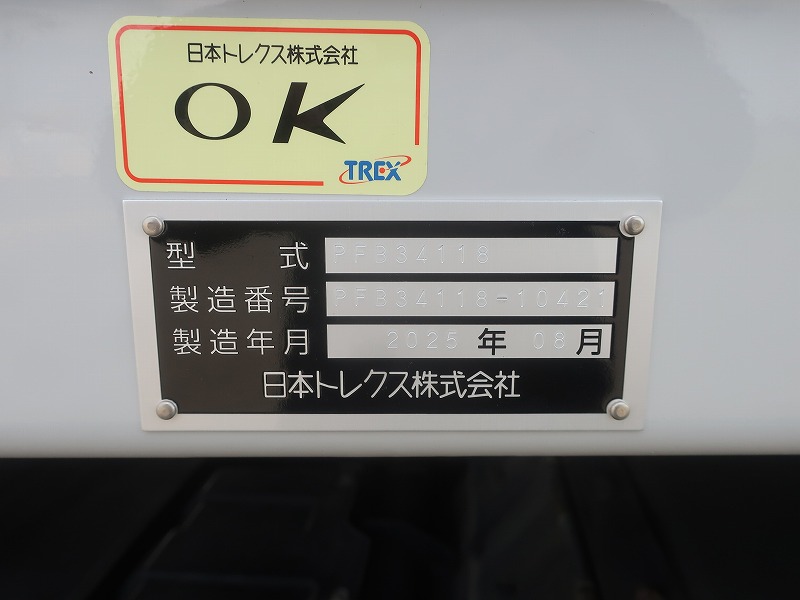 日本トレクス株式会社
OK
TREX
型 式 PFB34118
製造番号 PFB34118-10421
製造年月 2025 年 08 月
日本トレクス株式会社